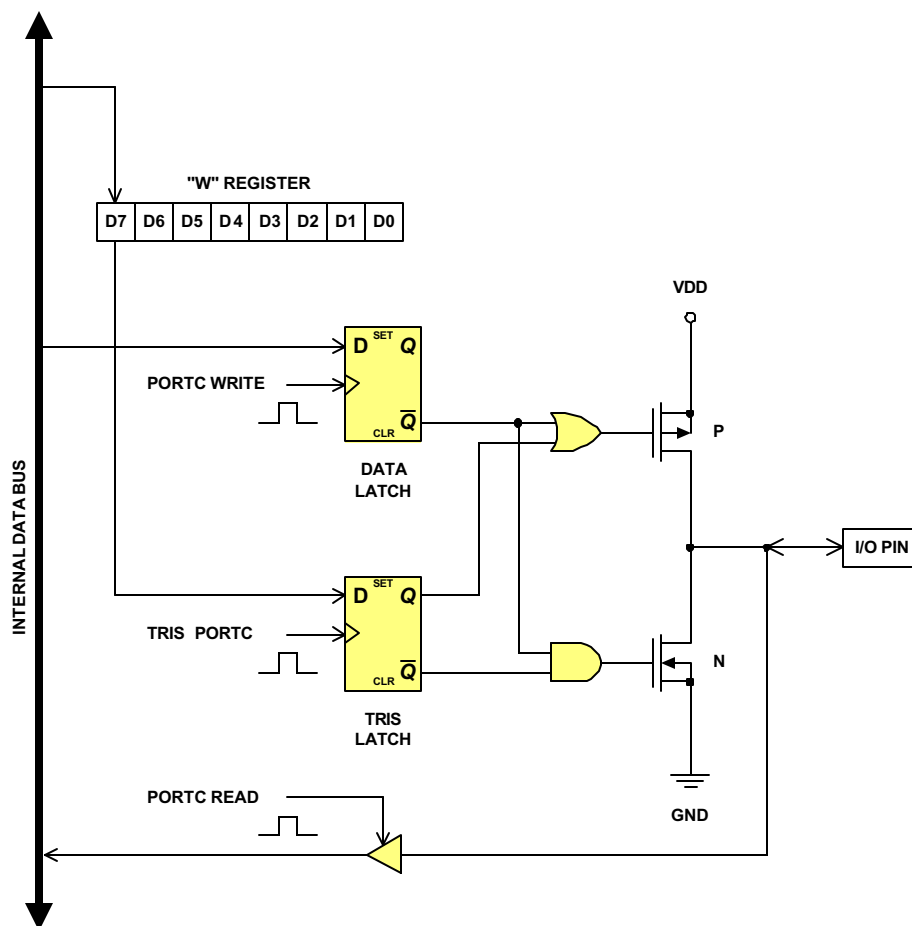 "W" REGISTER
D7 D6 D5 D4 D3 D2 D1 D0
VDD
D SET Q
PORTC WRITE
CLR Q̅
P
DATA
LATCH
INTERNAL DATA BUS
I/O PIN
D SET Q
TRIS PORTC
N
CLR Q̅
TRIS
LATCH
PORTC READ
GND